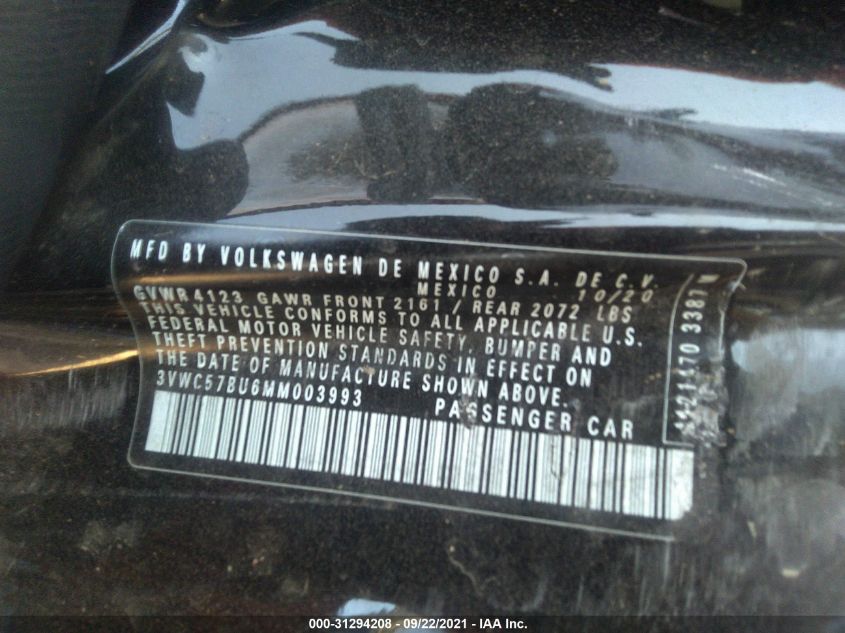 MFD BY VOLKSWAGEN DE MEXICO S.A. DE C.V.
MEXICO 10/20
GVWR 4123 GAWR FRONT 2161 / REAR 2072 LBS
THIS VEHICLE CONFORMS TO ALL APPLICABLE U.S.
FEDERAL MOTOR VEHICLE SAFETY, BUMPER AND
THEFT PREVENTION STANDARDS IN EFFECT ON
THE DATE OF MANUFACTURE SHOWN ABOVE.
3VWC57BU6MM003993 PASSENGER CAR
3387
000-31294208 - 09/22/2021 - IAA Inc.